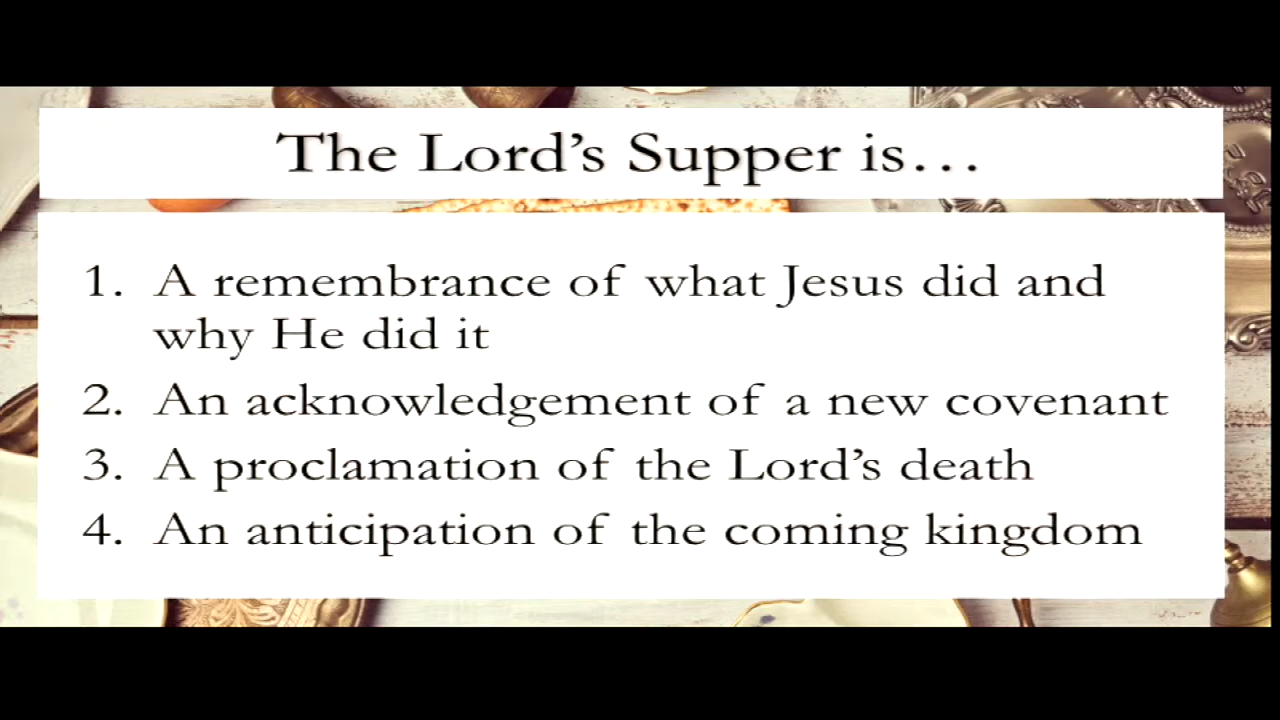 The Lord’s Supper is…
1. A remembrance of what Jesus did and
why He did it
2. An acknowledgement of a new covenant
3. A proclamation of the Lord’s death
4. An anticipation of the coming kingdom